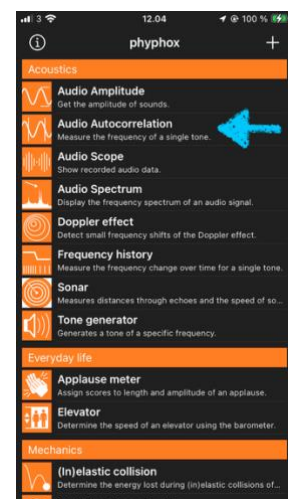 12.04
100 %
phyphox
Acoustics
Audio Amplitude
Get the amplitude of sounds.
Audio Autocorrelation
Measure the frequency of a single tone.
Audio Scope
Show recorded audio data.
Audio Spectrum
Display the frequency spectrum of an audio signal.
Doppler effect
Detect small frequency shifts of the Doppler effect.
Frequency history
Measure the frequency change over time for a single tone.
Sonar
Measures distances through echoes and the speed of so...
Tone generator
Generates a tone of a specific frequency.
Everyday life
Applause meter
Assign scores to length and amplitude of an applause.
Elevator
Determine the speed of an elevator using the barometer.
Mechanics
(In)elastic collision
Determine the energy lost during (in)elastic collisions of...